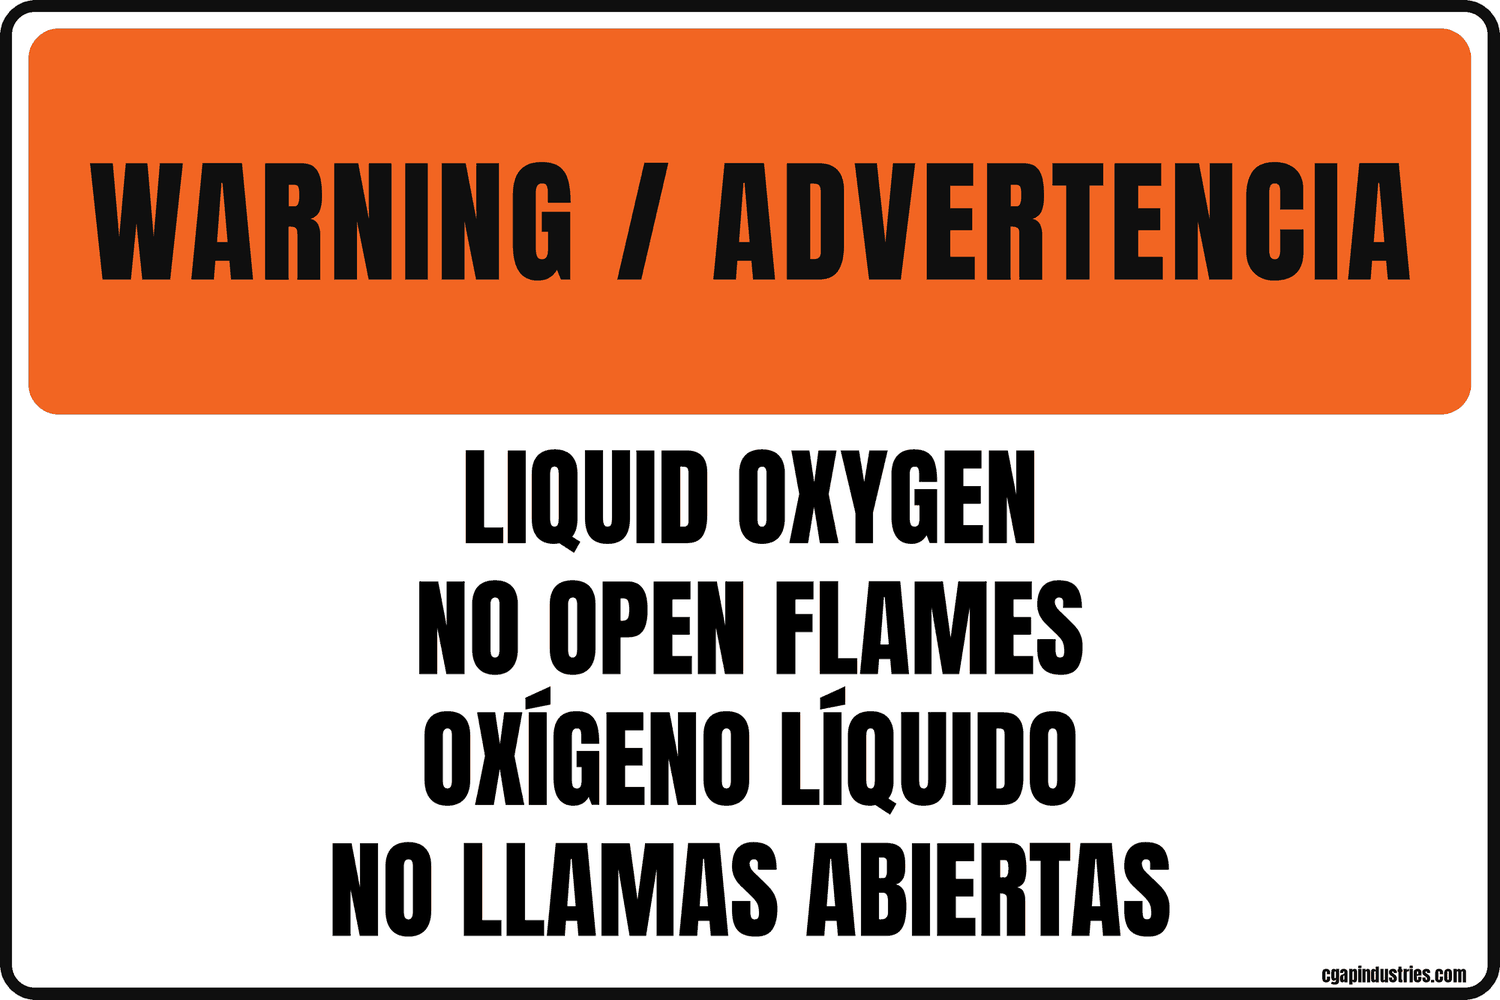 WARNING / ADVERTENCIA
LIQUID OXYGEN
NO OPEN FLAMES
OXÍGENO LÍQUIDO
NO LLAMAS ABIERTAS
cgapindustries.com